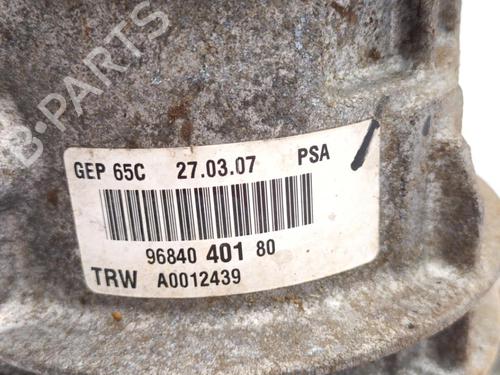 B-PARTS
GEP 65C 27.03.07 PSA
96840 401 80
TRW A0012439